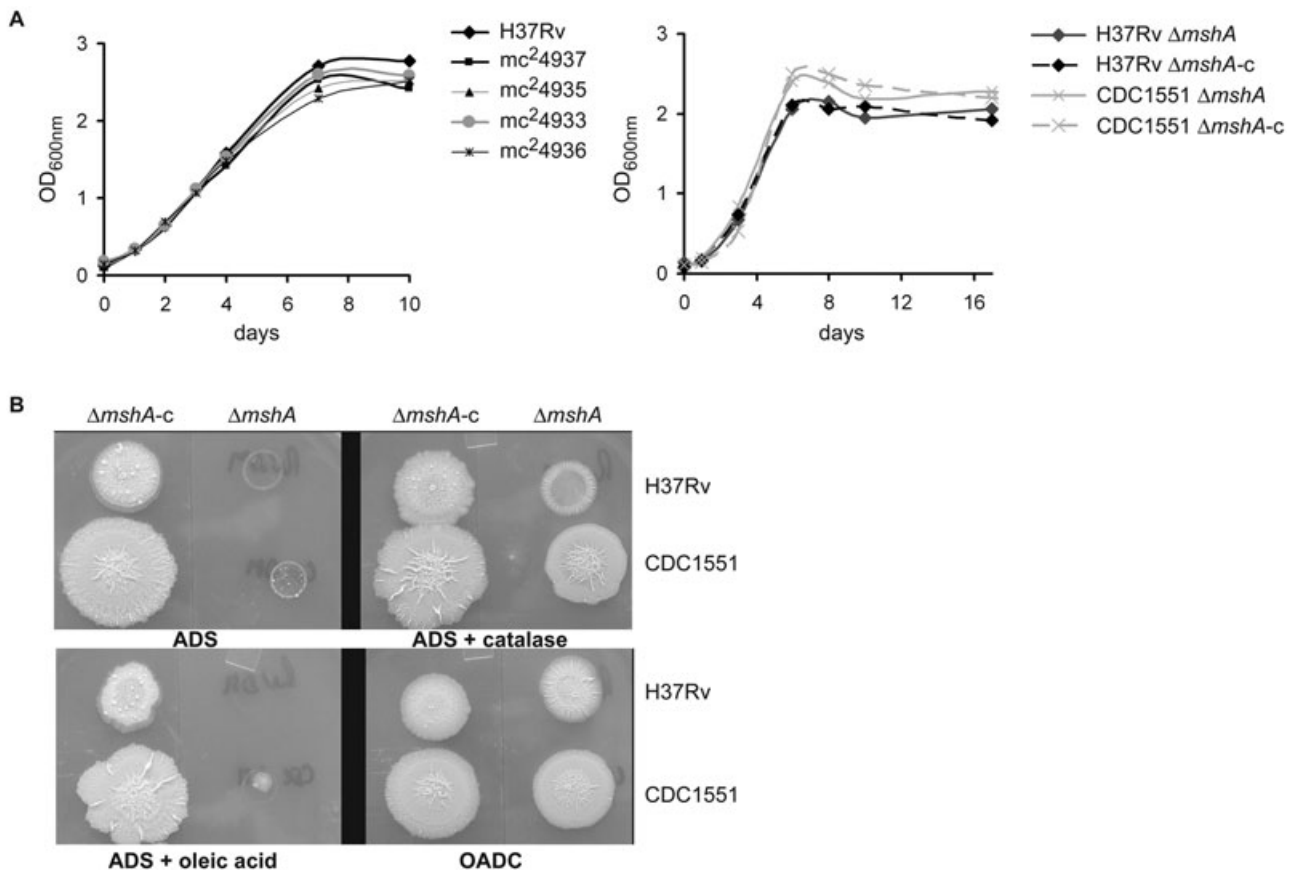 A
3
2
1
0
OD600nm
0 2 4 6 8 10
days
H37Rv
mc²4937
mc²4935
mc²4933
mc²4936
3
2
1
0
OD600nm
0 4 8 12 16
days
H37Rv ΔmshA
H37Rv ΔmshA-c
CDC1551 ΔmshA
CDC1551 ΔmshA-c
B
ΔmshA-c ΔmshA ΔmshA-c ΔmshA
H37Rv
CDC1551
ADS ADS + catalase
H37Rv
CDC1551
ADS + oleic acid OADC